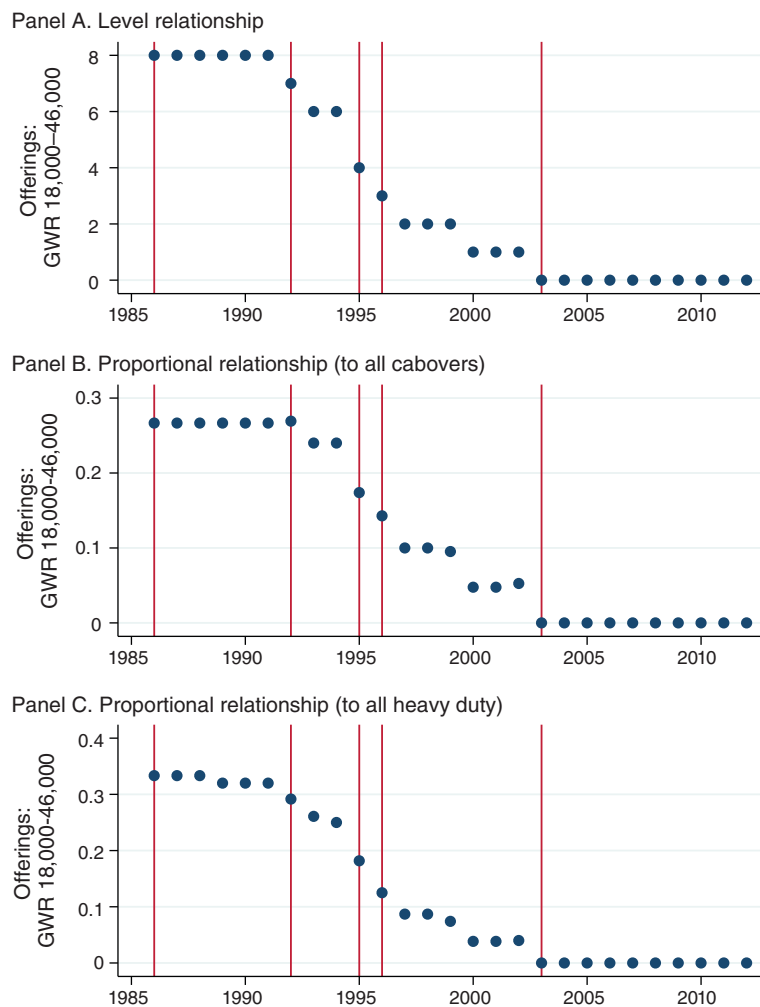 Panel A. Level relationship
Offerings:
GWR 18,000–46,000
8
6
4
2
0
1985 1990 1995 2000 2005 2010
Panel B. Proportional relationship (to all cabovers)
Offerings:
GWR 18,000-46,000
0.3
0.2
0.1
0
1985 1990 1995 2000 2005 2010
Panel C. Proportional relationship (to all heavy duty)
Offerings:
GWR 18,000-46,000
0.4
0.3
0.2
0.1
0
1985 1990 1995 2000 2005 2010